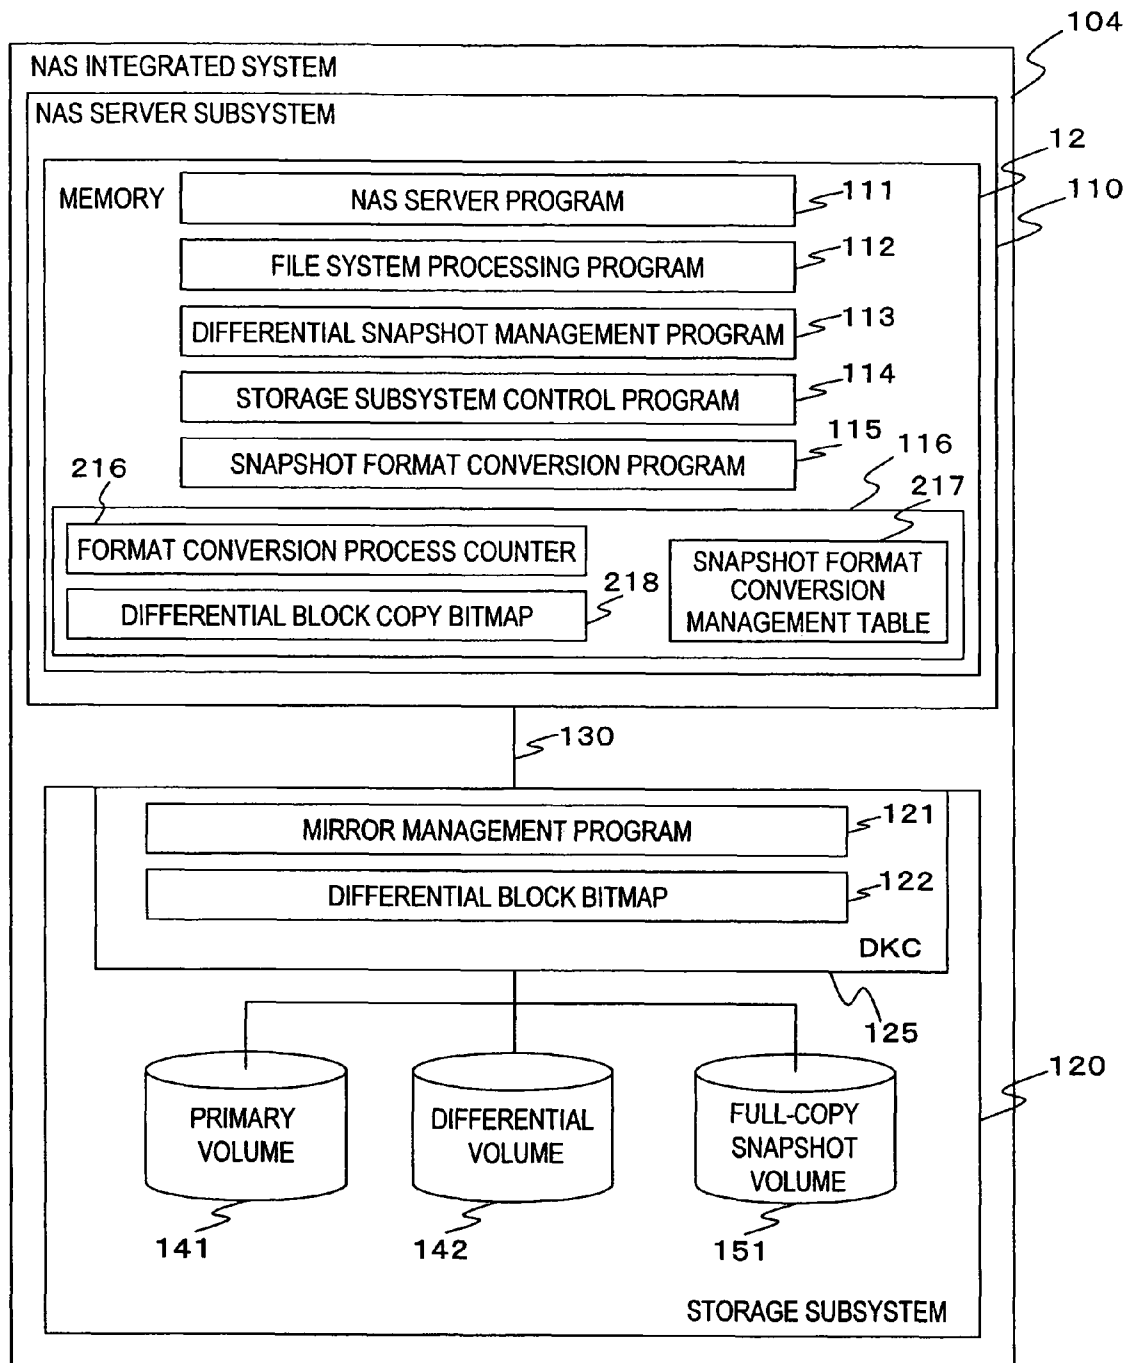 104
NAS INTEGRATED SYSTEM
NAS SERVER SUBSYSTEM
12
110
MEMORY
NAS SERVER PROGRAM
111
FILE SYSTEM PROCESSING PROGRAM
112
DIFFERENTIAL SNAPSHOT MANAGEMENT PROGRAM
113
STORAGE SUBSYSTEM CONTROL PROGRAM
114
SNAPSHOT FORMAT CONVERSION PROGRAM
115
116
216
217
FORMAT CONVERSION PROCESS COUNTER
SNAPSHOT FORMAT
CONVERSION
MANAGEMENT TABLE
218
DIFFERENTIAL BLOCK COPY BITMAP
130
MIRROR MANAGEMENT PROGRAM
121
DIFFERENTIAL BLOCK BITMAP
122
DKC
125
120
PRIMARY
VOLUME
DIFFERENTIAL
VOLUME
FULL-COPY
SNAPSHOT
VOLUME
141
142
151
STORAGE SUBSYSTEM